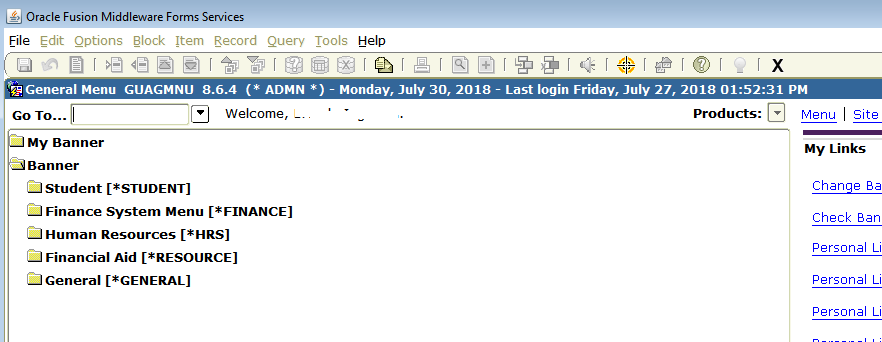 Oracle Fusion Middleware Forms Services
File Edit Options Block Item Record Query Tools Help
X
General Menu GUAGMNU 8.6.4 (* ADMN *) - Monday, July 30, 2018 - Last login Friday, July 27, 2018 01:52:31 PM
Go To... Welcome, Products: Menu | Site
My Banner
Banner
Student [*STUDENT]
Finance System Menu [*FINANCE]
Human Resources [*HRS]
Financial Aid [*RESOURCE]
General [*GENERAL]
My Links
Change Ba
Check Ban
Personal Li
Personal Li
Personal Li